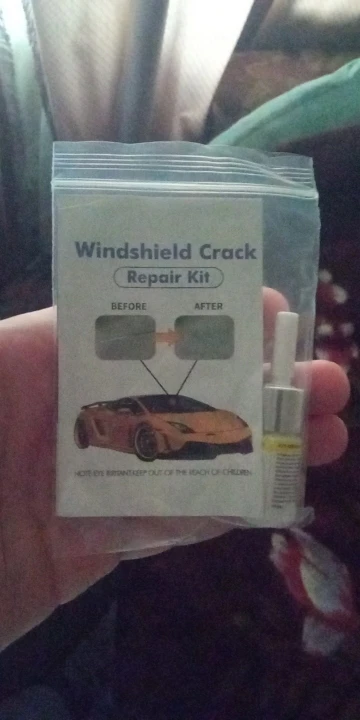 Windshield Crack
Repair Kit
BEFORE
AFTER
KEEP OUT OF THE REACH OF CHILDREN